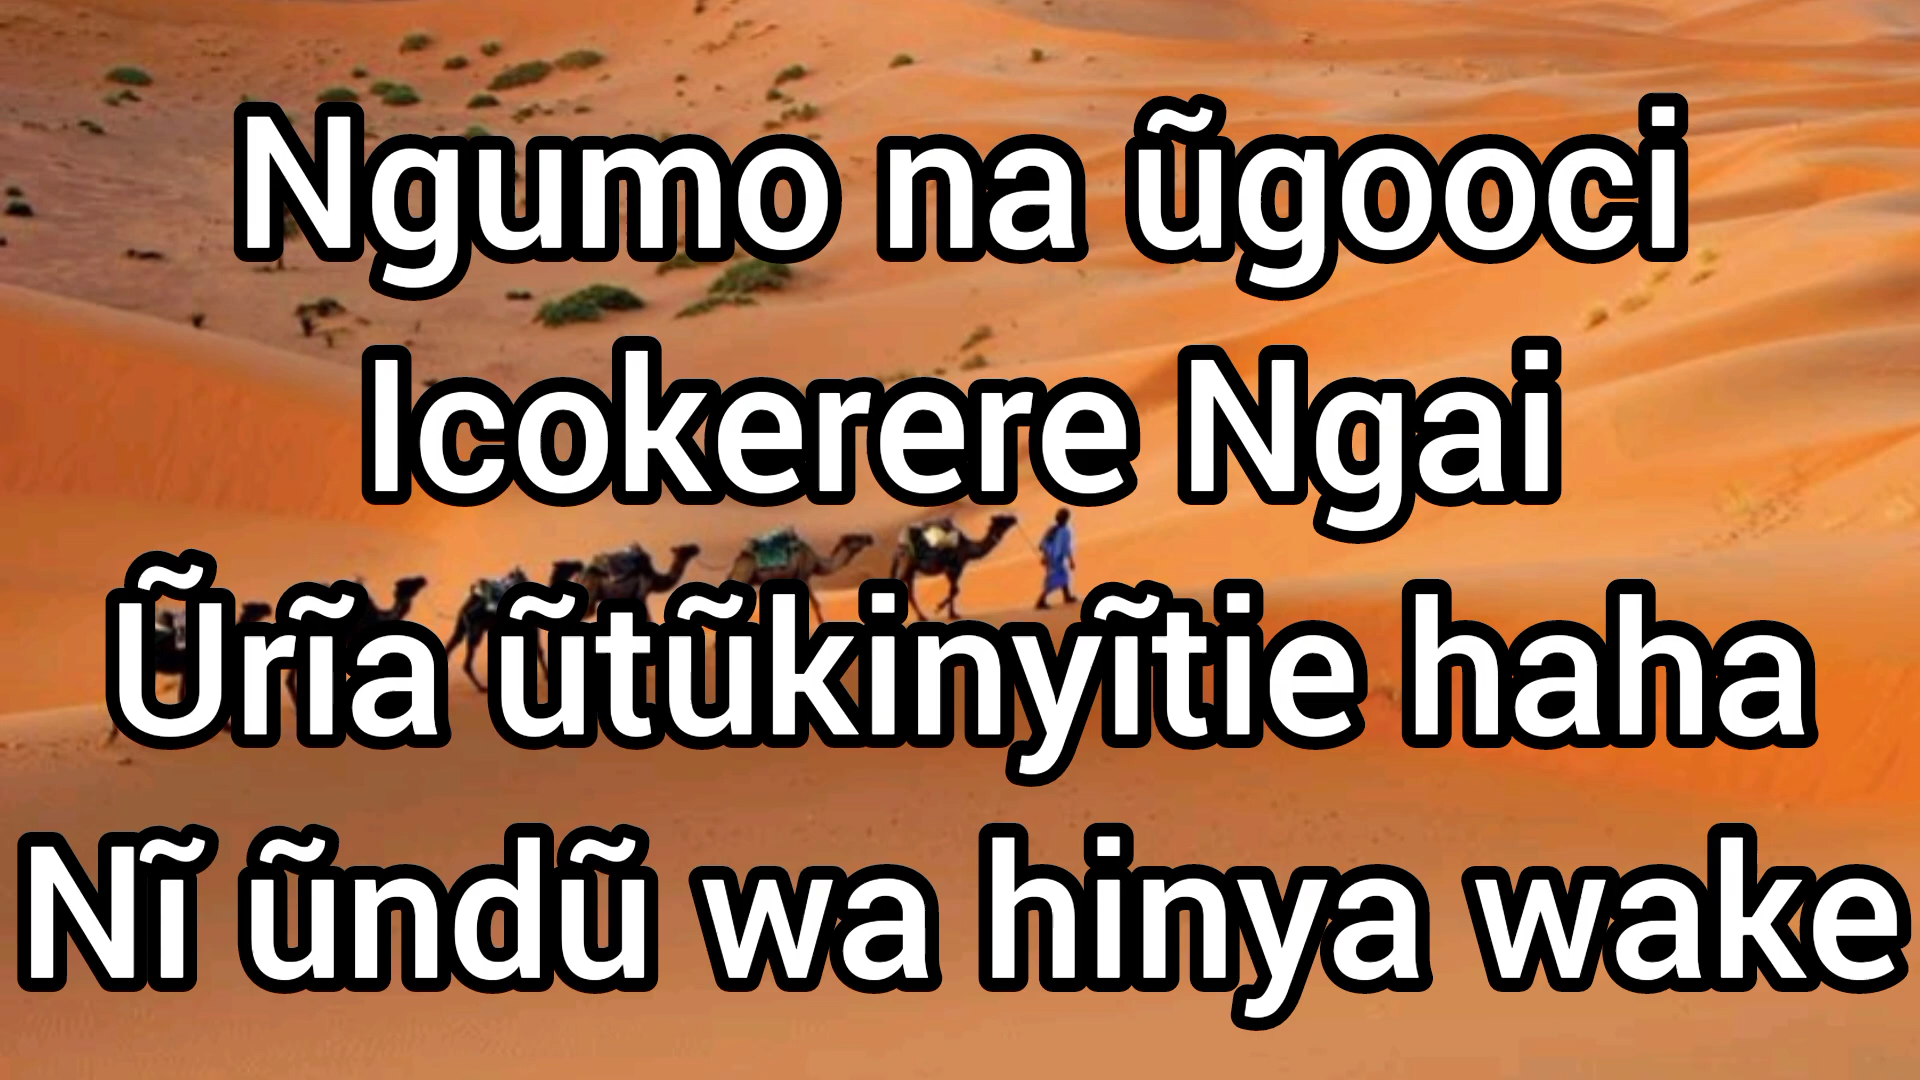 Ngumo na ũgooci
Icokerere Ngai
Ũrĩa ũtũkinyĩtie haha
Nĩ ũndũ wa hinya wake